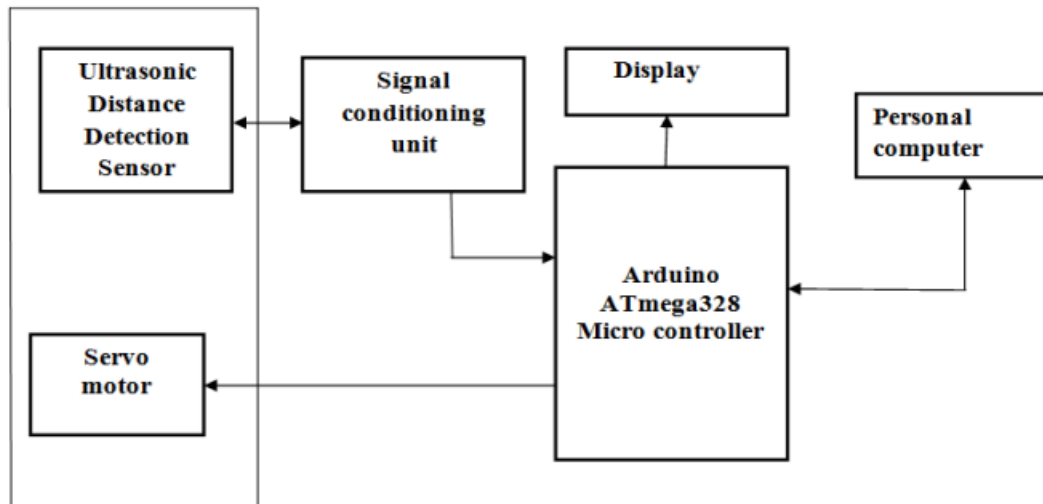 Ultrasonic
Distance
Detection
Sensor
Signal
conditioning
unit
Display
Personal
computer
Arduino
ATmega328
Micro controller
Servo
motor